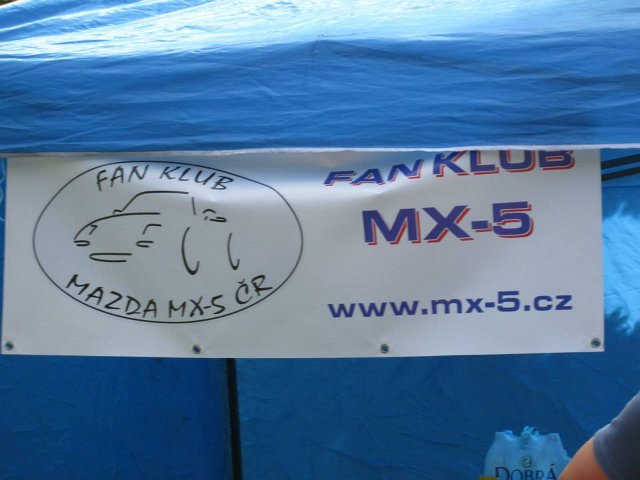 FAN KLUB
MAZDA MX-5 ČR
FAN KLUB
MX-5
www.mx-5.cz
DOBRÁ